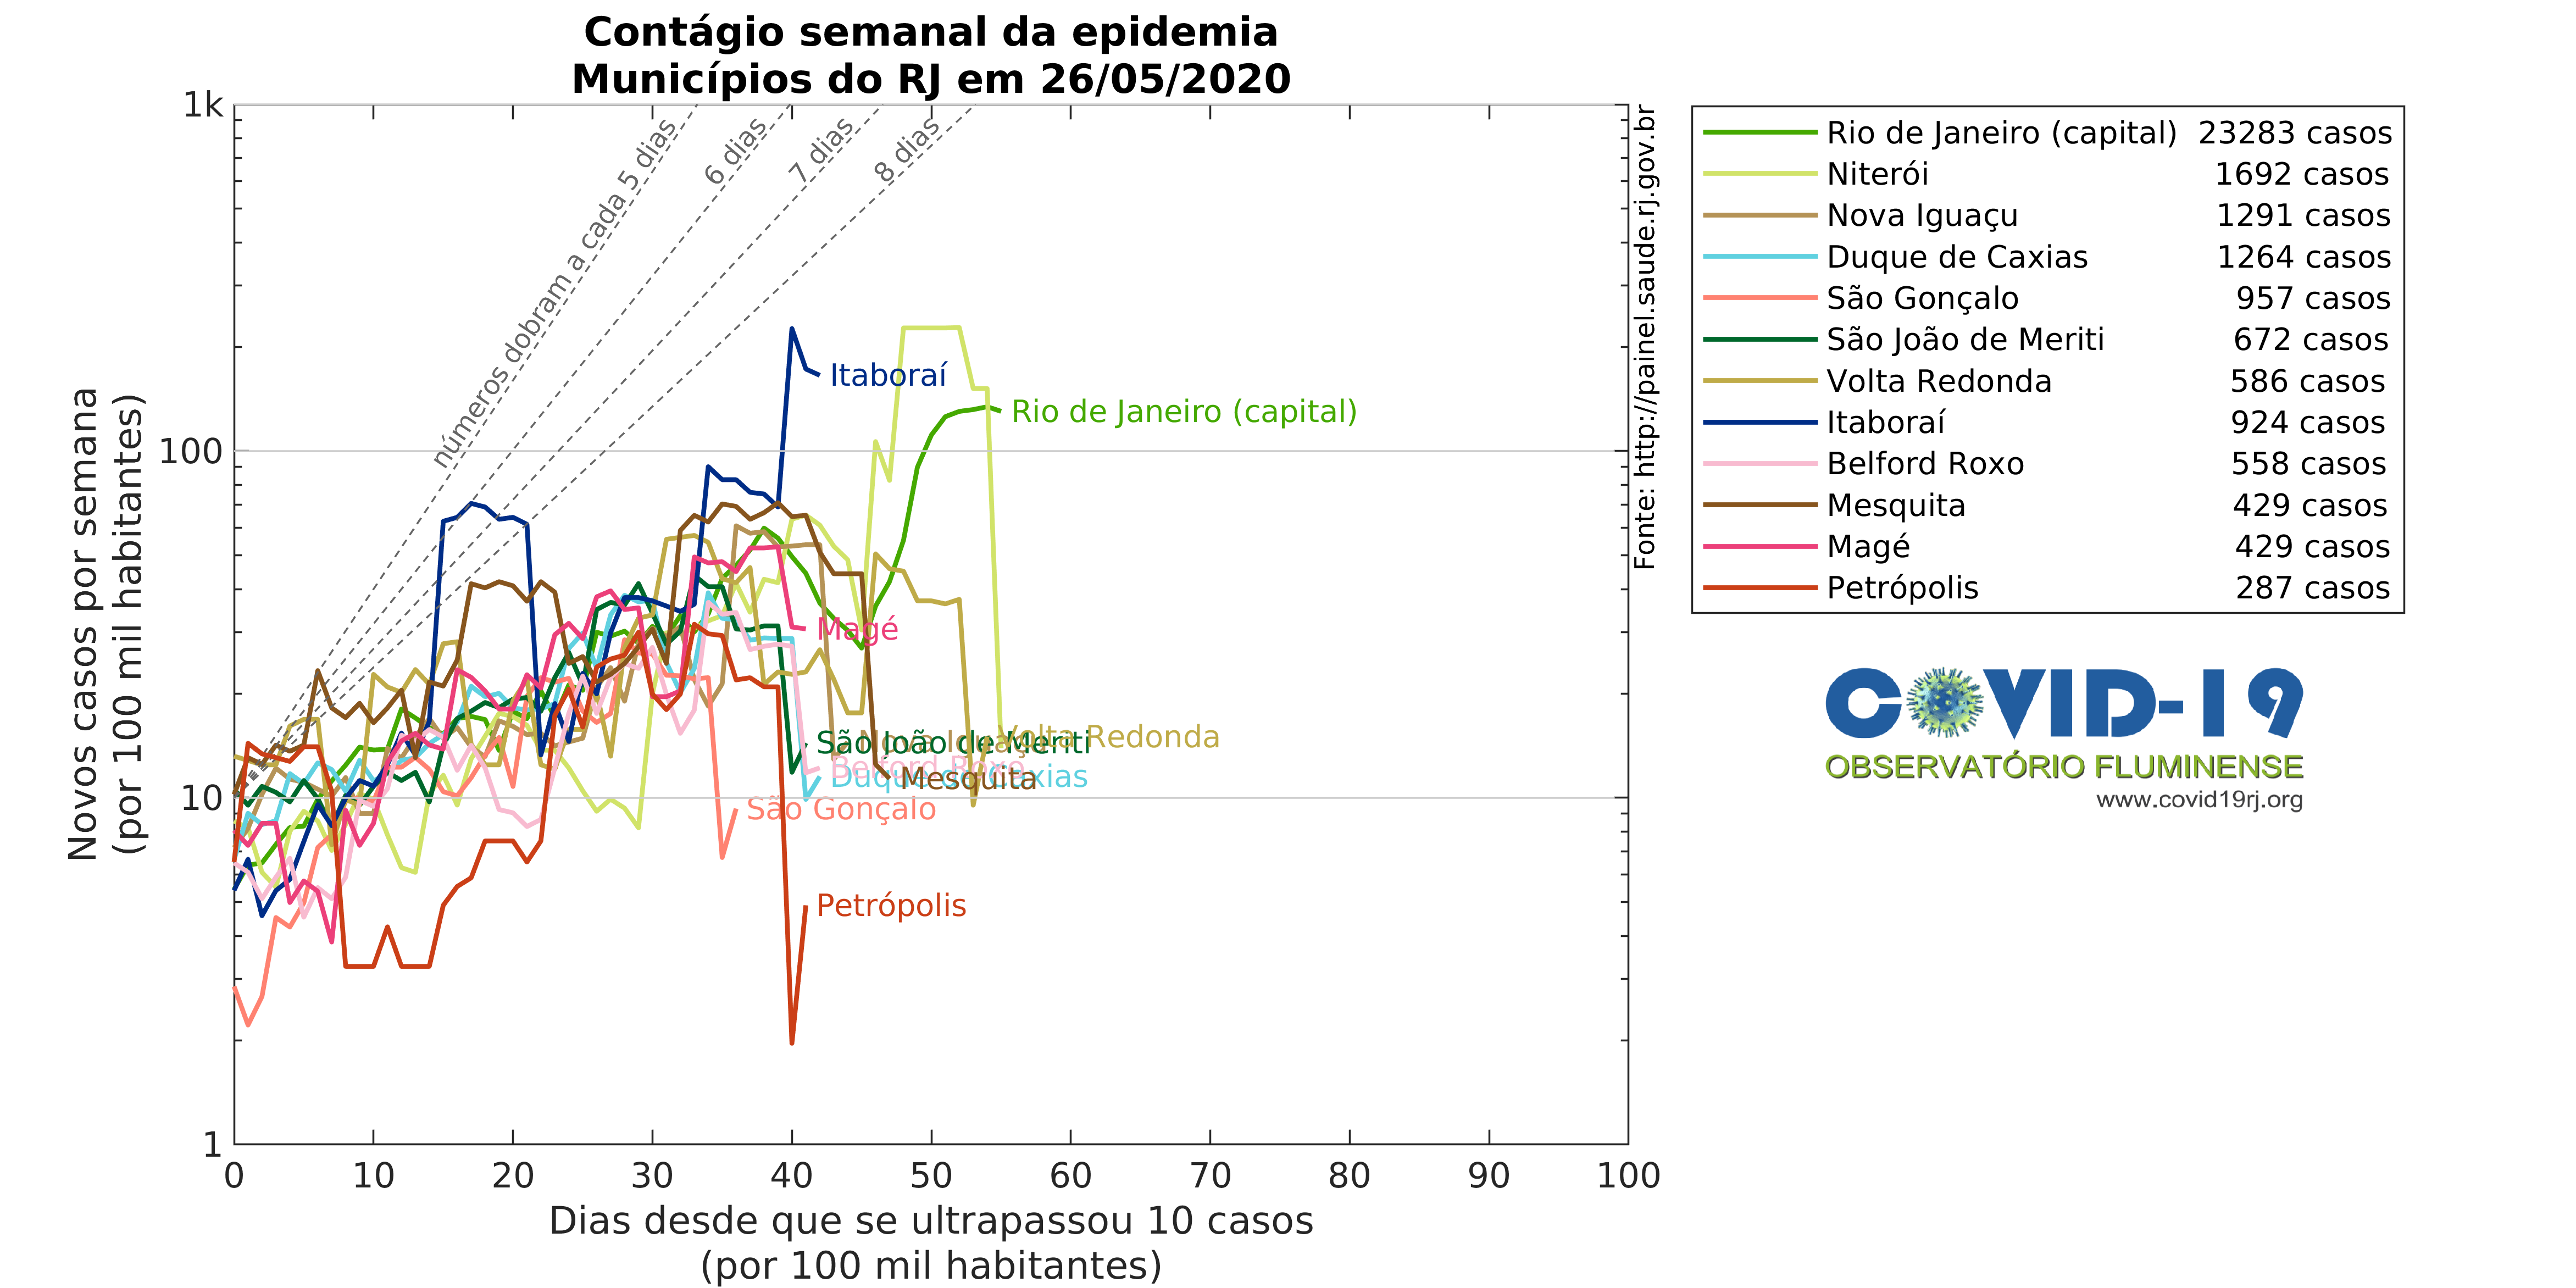 Contágio semanal da epidemia
Municípios do RJ em 26/05/2020
1k
100
10
1
Novos casos por semana
(por 100 mil habitantes)
números dobram a cada 5 dias
6 dias
7 dias
8 dias
Itaboraí
Rio de Janeiro (capital)
Magé
Nova Iguaçu
São João de Meriti
Volta Redonda
Belford Roxo
Duque de Caxias
Mesquita
São Gonçalo
Petrópolis
0 10 20 30 40 50 60 70 80 90 100
Dias desde que se ultrapassou 10 casos
(por 100 mil habitantes)
Fonte: http://painel.saude.rj.gov.br
Rio de Janeiro (capital) 23283 casos
Niterói 1692 casos
Nova Iguaçu 1291 casos
Duque de Caxias 1264 casos
São Gonçalo 957 casos
São João de Meriti 672 casos
Volta Redonda 586 casos
Itaboraí 924 casos
Belford Roxo 558 casos
Mesquita 429 casos
Magé 429 casos
Petrópolis 287 casos
COVID-19
OBSERVATÓRIO FLUMINENSE
www.covid19rj.org